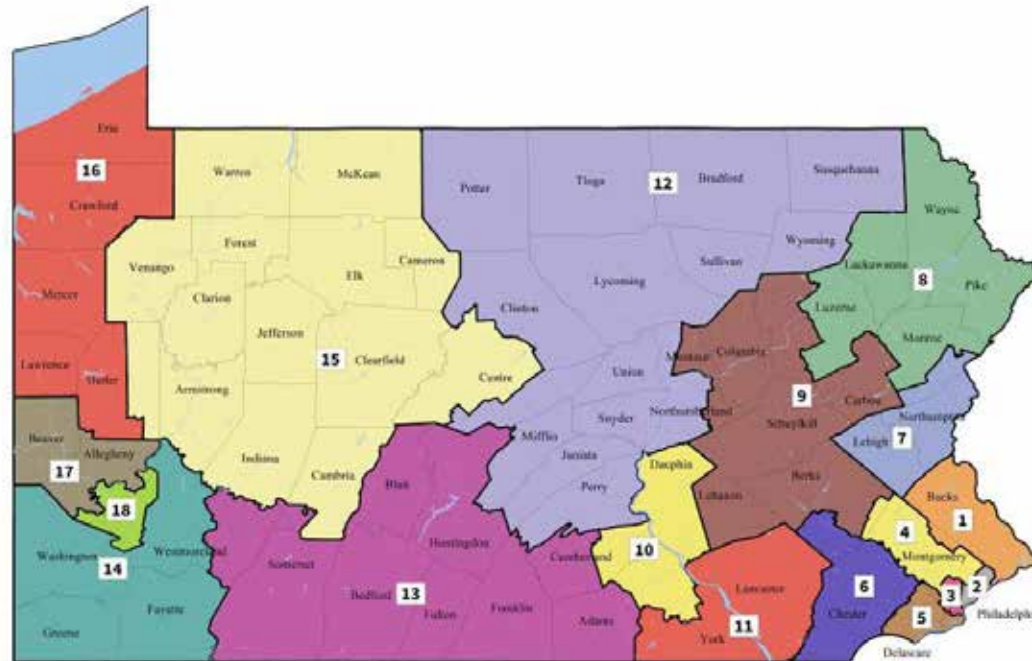 Erie
16
Crawford
Mercer
Lawrence
Butler
Warren
McKean
Forest
Venango
Elk
Cameron
Clarion
Jefferson
15
Clearfield
Centre
Armstrong
Indiana
Cambria
Potter
Tioga
12
Bradford
Susquehanna
Wyoming
Sullivan
Lycoming
Clinton
Union
Snyder
Northumberland
Mifflin
Juniata
Perry
Wayne
Lackawanna
8
Pike
Luzerne
Monroe
Montour
Columbia
9
Carbon
Schuylkill
Berks
Lebanon
Northampton
Lehigh
7
Beaver
Allegheny
17
18
Washington
Westmoreland
14
Fayette
Greene
Blair
Huntingdon
Somerset
Bedford
13
Fulton
Franklin
Adams
Cumberland
Dauphin
10
Lancaster
11
York
6
Chester
Bucks
1
4
Montgomery
2
3
Philadelph
5
Delaware